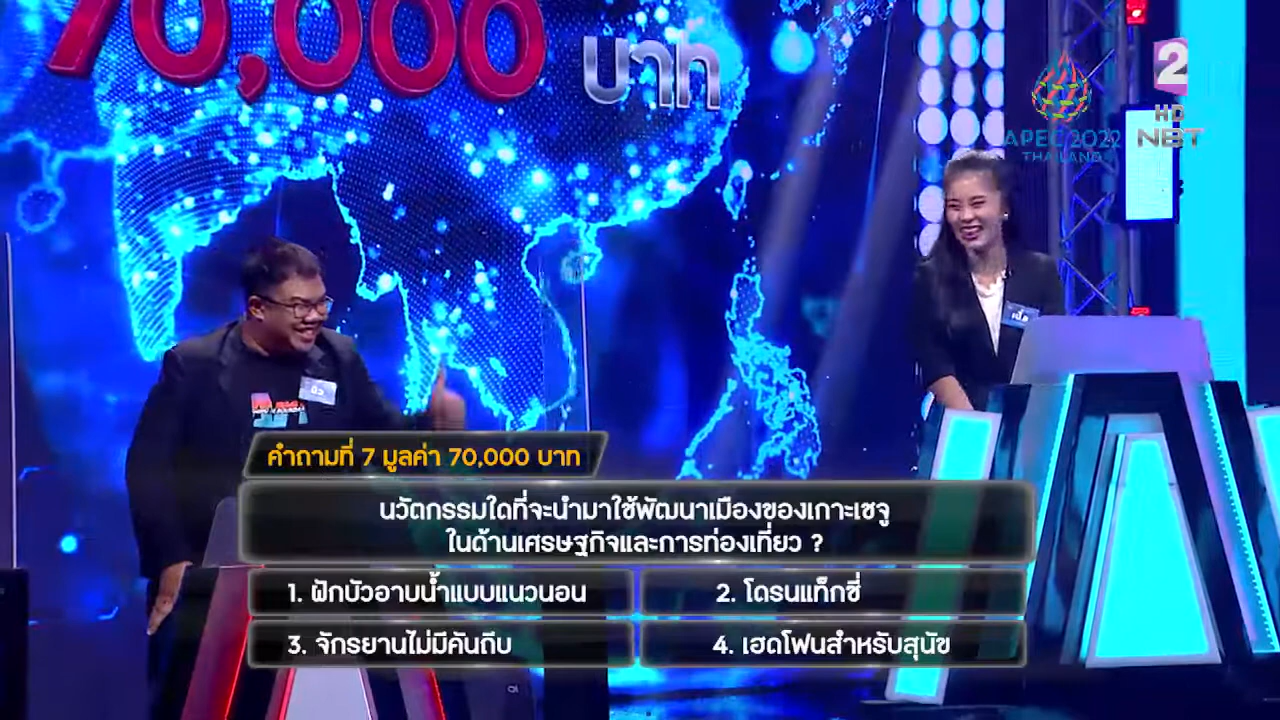 70,000 บาท
2
HD
NBT
APEC 2022
THAILAND
บิว
เบิ้ล
คำถามที่ 7 มูลค่า 70,000 บาท
นวัตกรรมใดที่จะนำมาใช้พัฒนาเมืองของเกาะเชจู
ในด้านเศรษฐกิจและการท่องเที่ยว ?
1. ฝักบัวอาบน้ำแบบแนวนอน
2. โดรนแท็กซี่
3. จักรยานไม่มีคันถีบ
4. เฮดโฟนสำหรับสุนัข